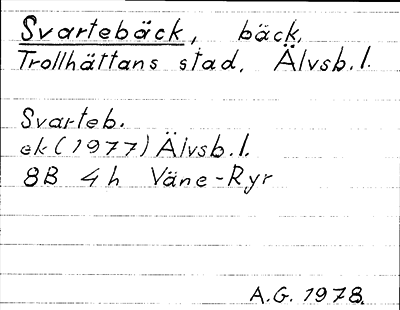 Svartebäck, bäck,
Trollhättans stad, Älvsb.l.
Svarteb.
ek (1977) Älvsb.l.
8B 4h Väne-Ryr
A.G. 1978.